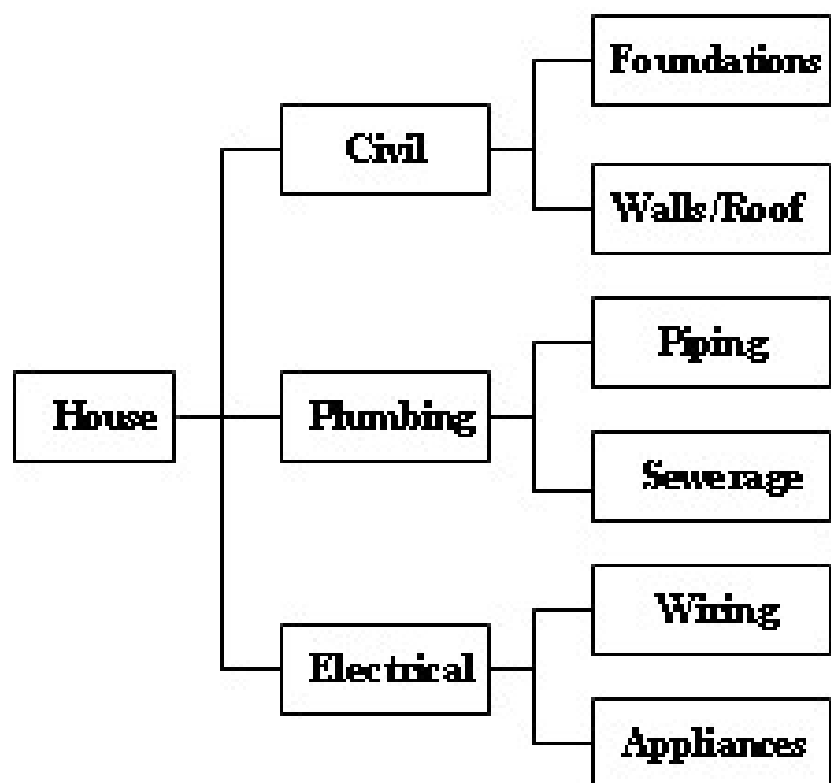 Foundations
Civil
Walls/Roof
Piping
House
Plumbing
Sewerage
Wiring
Electrical
Appliances